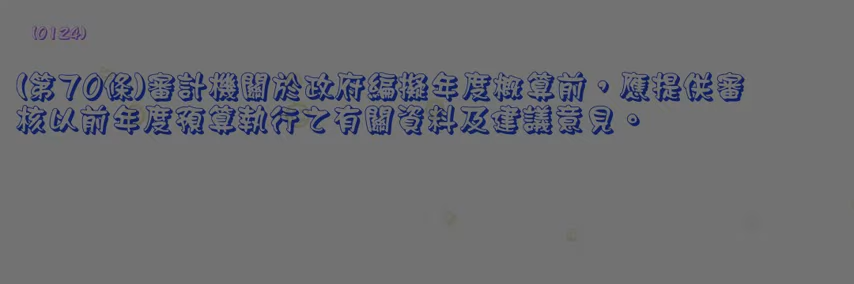 (0124)
(第70條)審計機關於政府編擬年度概算前，應提供審
核以前年度預算執行之有關資料及建議意見。